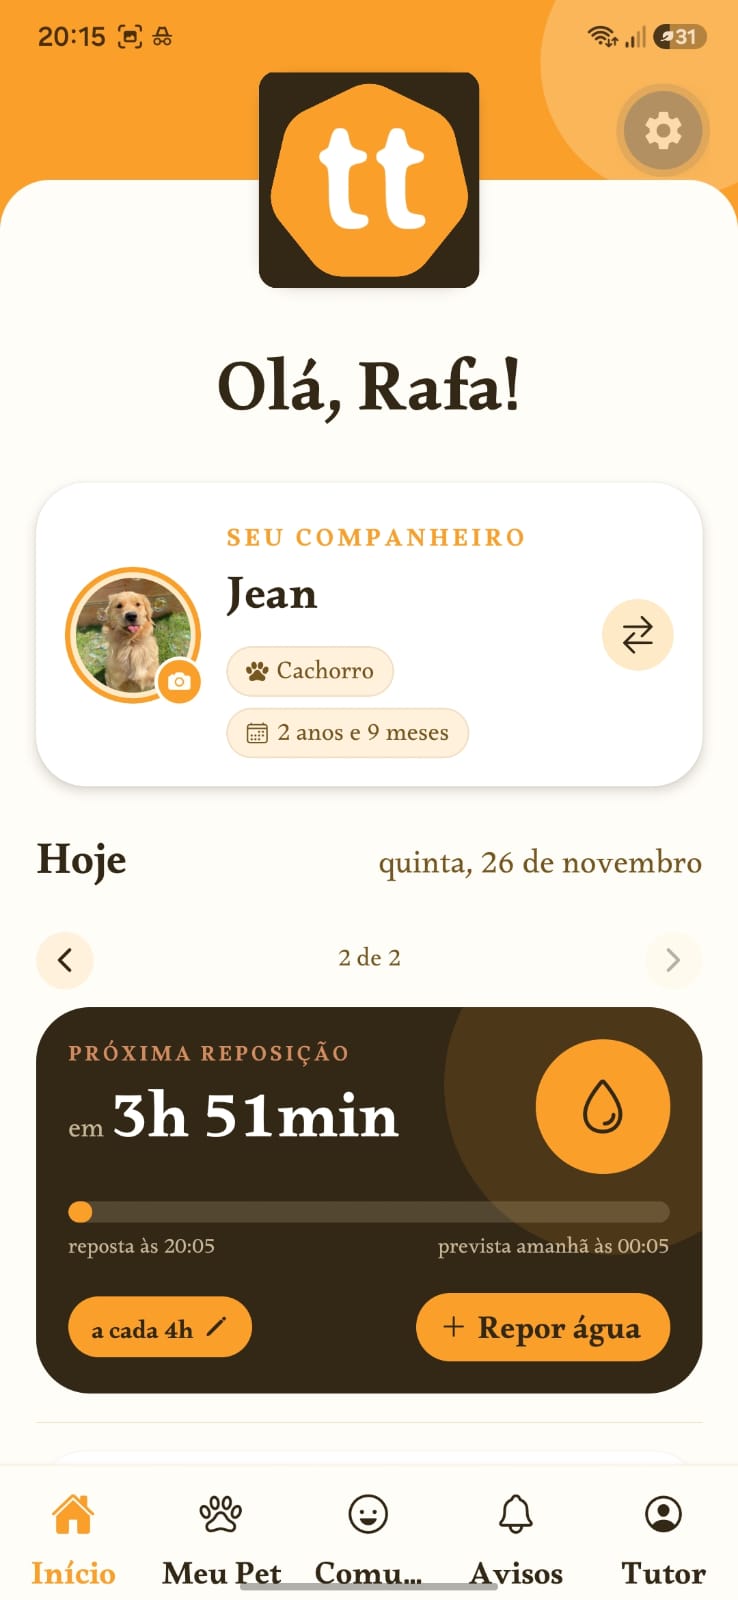 20:15
31
tt
Olá, Rafa!
SEU COMPANHEIRO
Jean
Cachorro
2 anos e 9 meses
Hoje
quinta, 26 de novembro
2 de 2
PRÓXIMA REPOSIÇÃO
em 3h 51min
reposta às 20:05
prevista amanhã às 00:05
a cada 4h
+ Repor água
Início
Meu Pet
Comu...
Avisos
Tutor